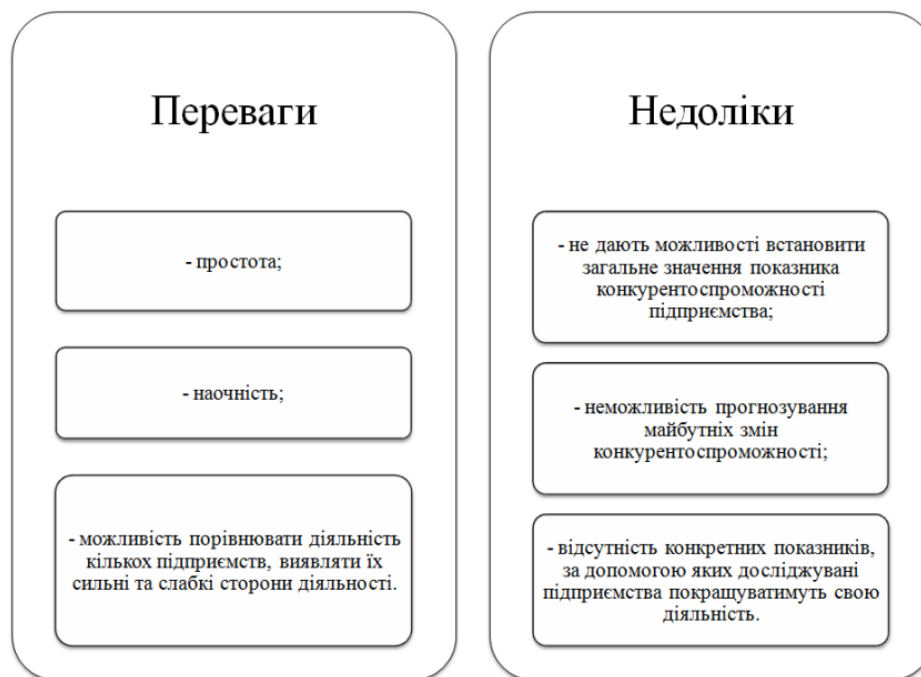 Переваги
- простота;
- наочність;
- можливість порівнювати діяльність
кількох підприємств, виявляти їх
сильні та слабкі сторони діяльності.
Недоліки
- не дають можливості встановити
загальне значення показника
конкурентоспроможності
підприємства;
- неможливість прогнозування
майбутніх змін
конкурентоспроможності;
- відсутність конкретних показників,
за допомогою яких досліджувані
підприємства покращуватимуть свою
діяльність.